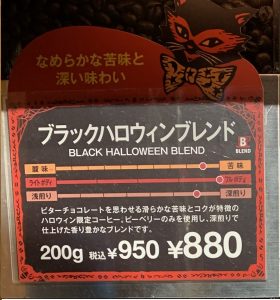 なめらかな苦味と
深い味わい
ブラックハロウィンブレンド
BLACK HALLOWEEN BLEND
B
BLEND
酸味 苦味
ライトボディ フルボディ
浅煎り 深煎り
ビターチョコレートを思わせる滑らかな苦味とコクが特徴の
ハロウィン限定コーヒー。ピーベリーのみを使用し、深煎りで
仕上げた香り豊かなブレンドです。
200g 税込¥950 ¥880